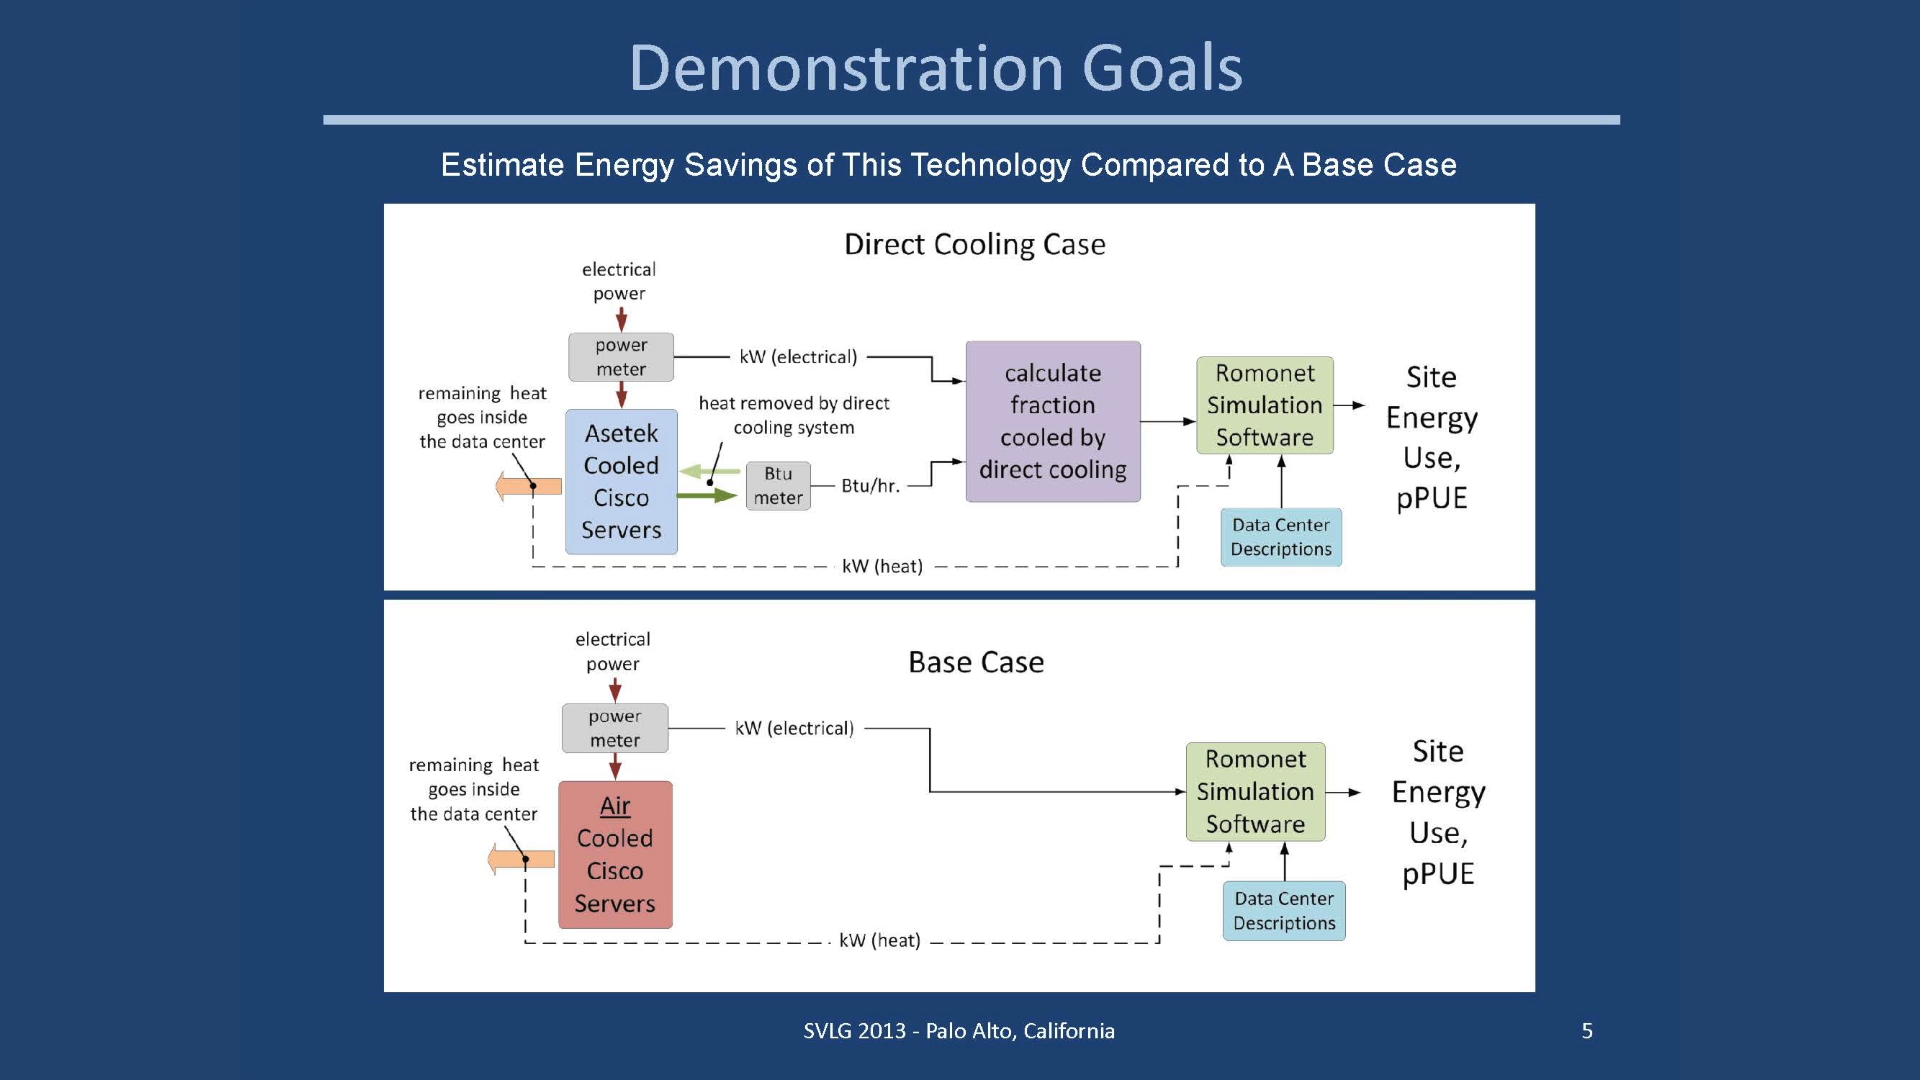 Demonstration Goals
Estimate Energy Savings of This Technology Compared to A Base Case
Direct Cooling Case
electrical
power
power
meter
kW (electrical)
remaining heat
goes inside
the data center
heat removed by direct
cooling system
Asetek
Cooled
Cisco
Servers
Btu
meter
Btu/hr.
calculate
fraction
cooled by
direct cooling
Romonet
Simulation
Software
Site
Energy
Use,
pPUE
Data Center
Descriptions
kW (heat)
Base Case
electrical
power
power
meter
kW (electrical)
remaining heat
goes inside
the data center
Air
Cooled
Cisco
Servers
Romonet
Simulation
Software
Site
Energy
Use,
pPUE
Data Center
Descriptions
kW (heat)
SVLG 2013 - Palo Alto, California
5